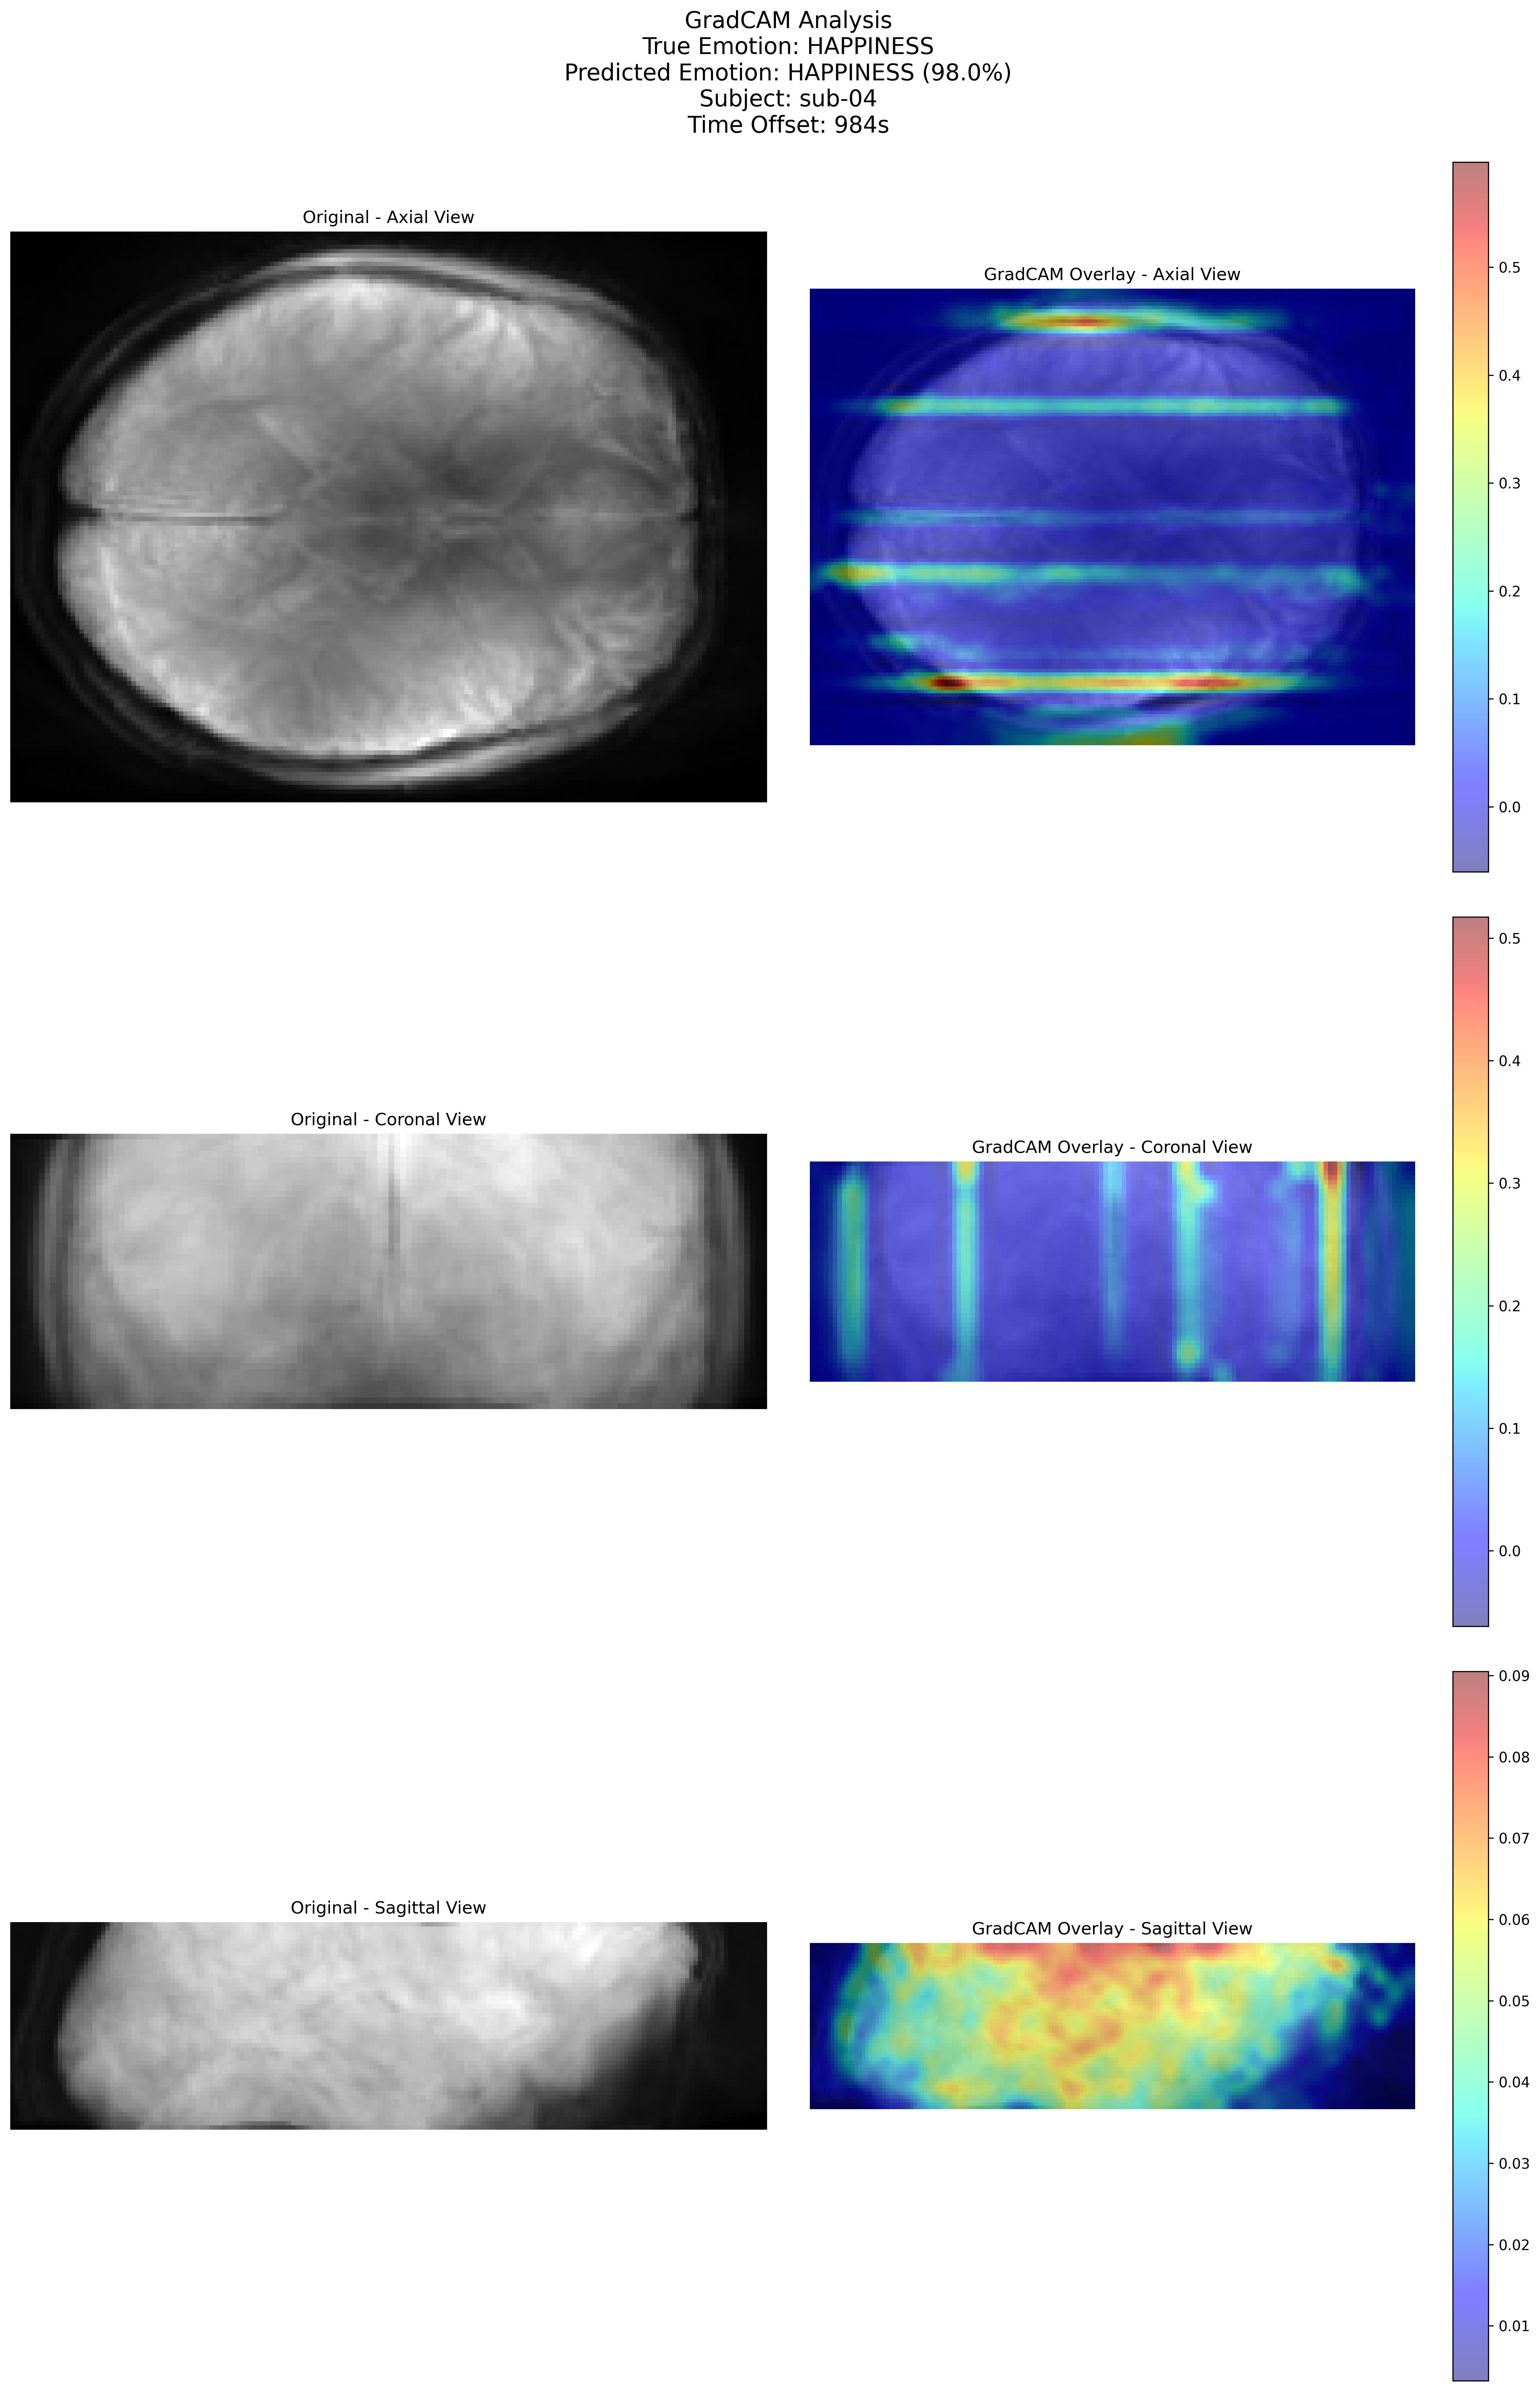 GradCAM Analysis
True Emotion: HAPPINESS
Predicted Emotion: HAPPINESS (98.0%)
Subject: sub-04
Time Offset: 984s
Original - Axial View
GradCAM Overlay - Axial View
0.5
0.4
0.3
0.2
0.1
0.0
Original - Coronal View
GradCAM Overlay - Coronal View
0.5
0.4
0.3
0.2
0.1
0.0
Original - Sagittal View
GradCAM Overlay - Sagittal View
0.09
0.08
0.07
0.06
0.05
0.04
0.03
0.02
0.01